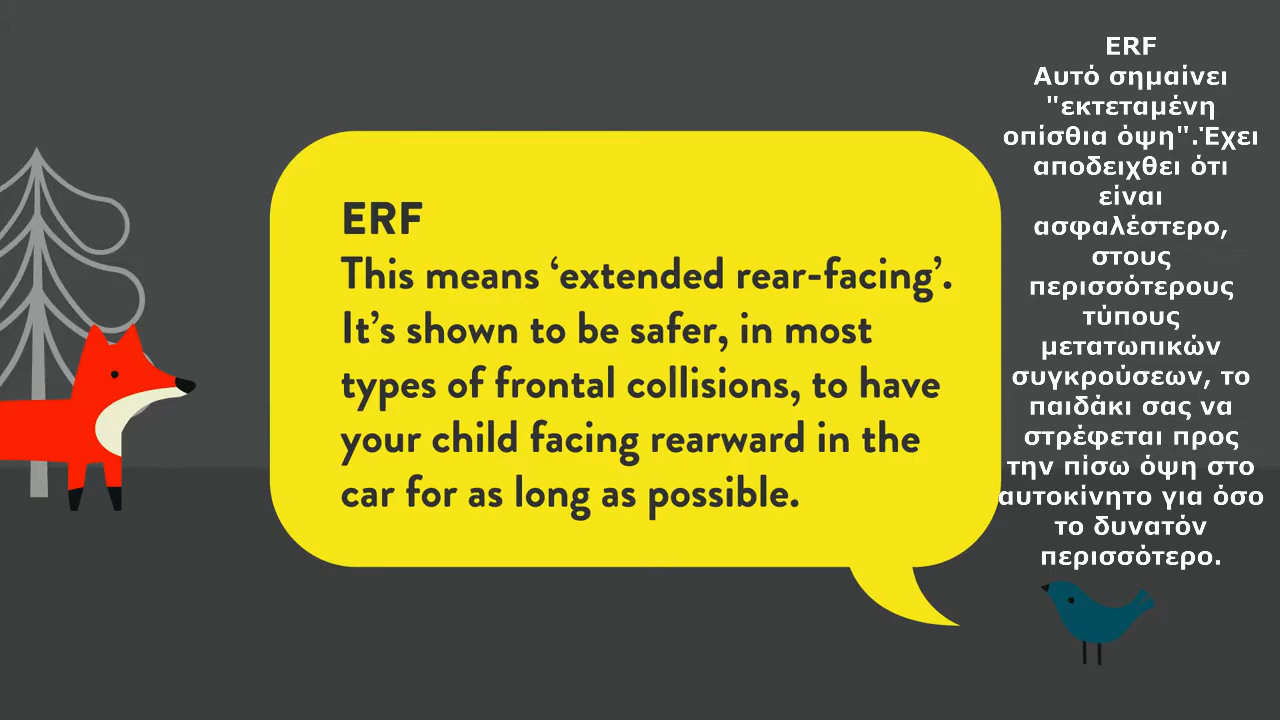 ERF
This means ‘extended rear-facing’.
It’s shown to be safer, in most
types of frontal collisions, to have
your child facing rearward in the
car for as long as possible.
ERF
Αυτό σημαίνει
"εκτεταμένη
οπίσθια όψη".Έχει
αποδειχθει ότι
είναι
ασφαλέστερο,
στους
περισσότερους
τύπους
μετατωπικών
συγκρούσεων, το
παιδάκι σας να
στρέφεται προς
την πίσω όψη στο
αυτοκίνητο για όσο
το δυνατόν
περισσότερο.